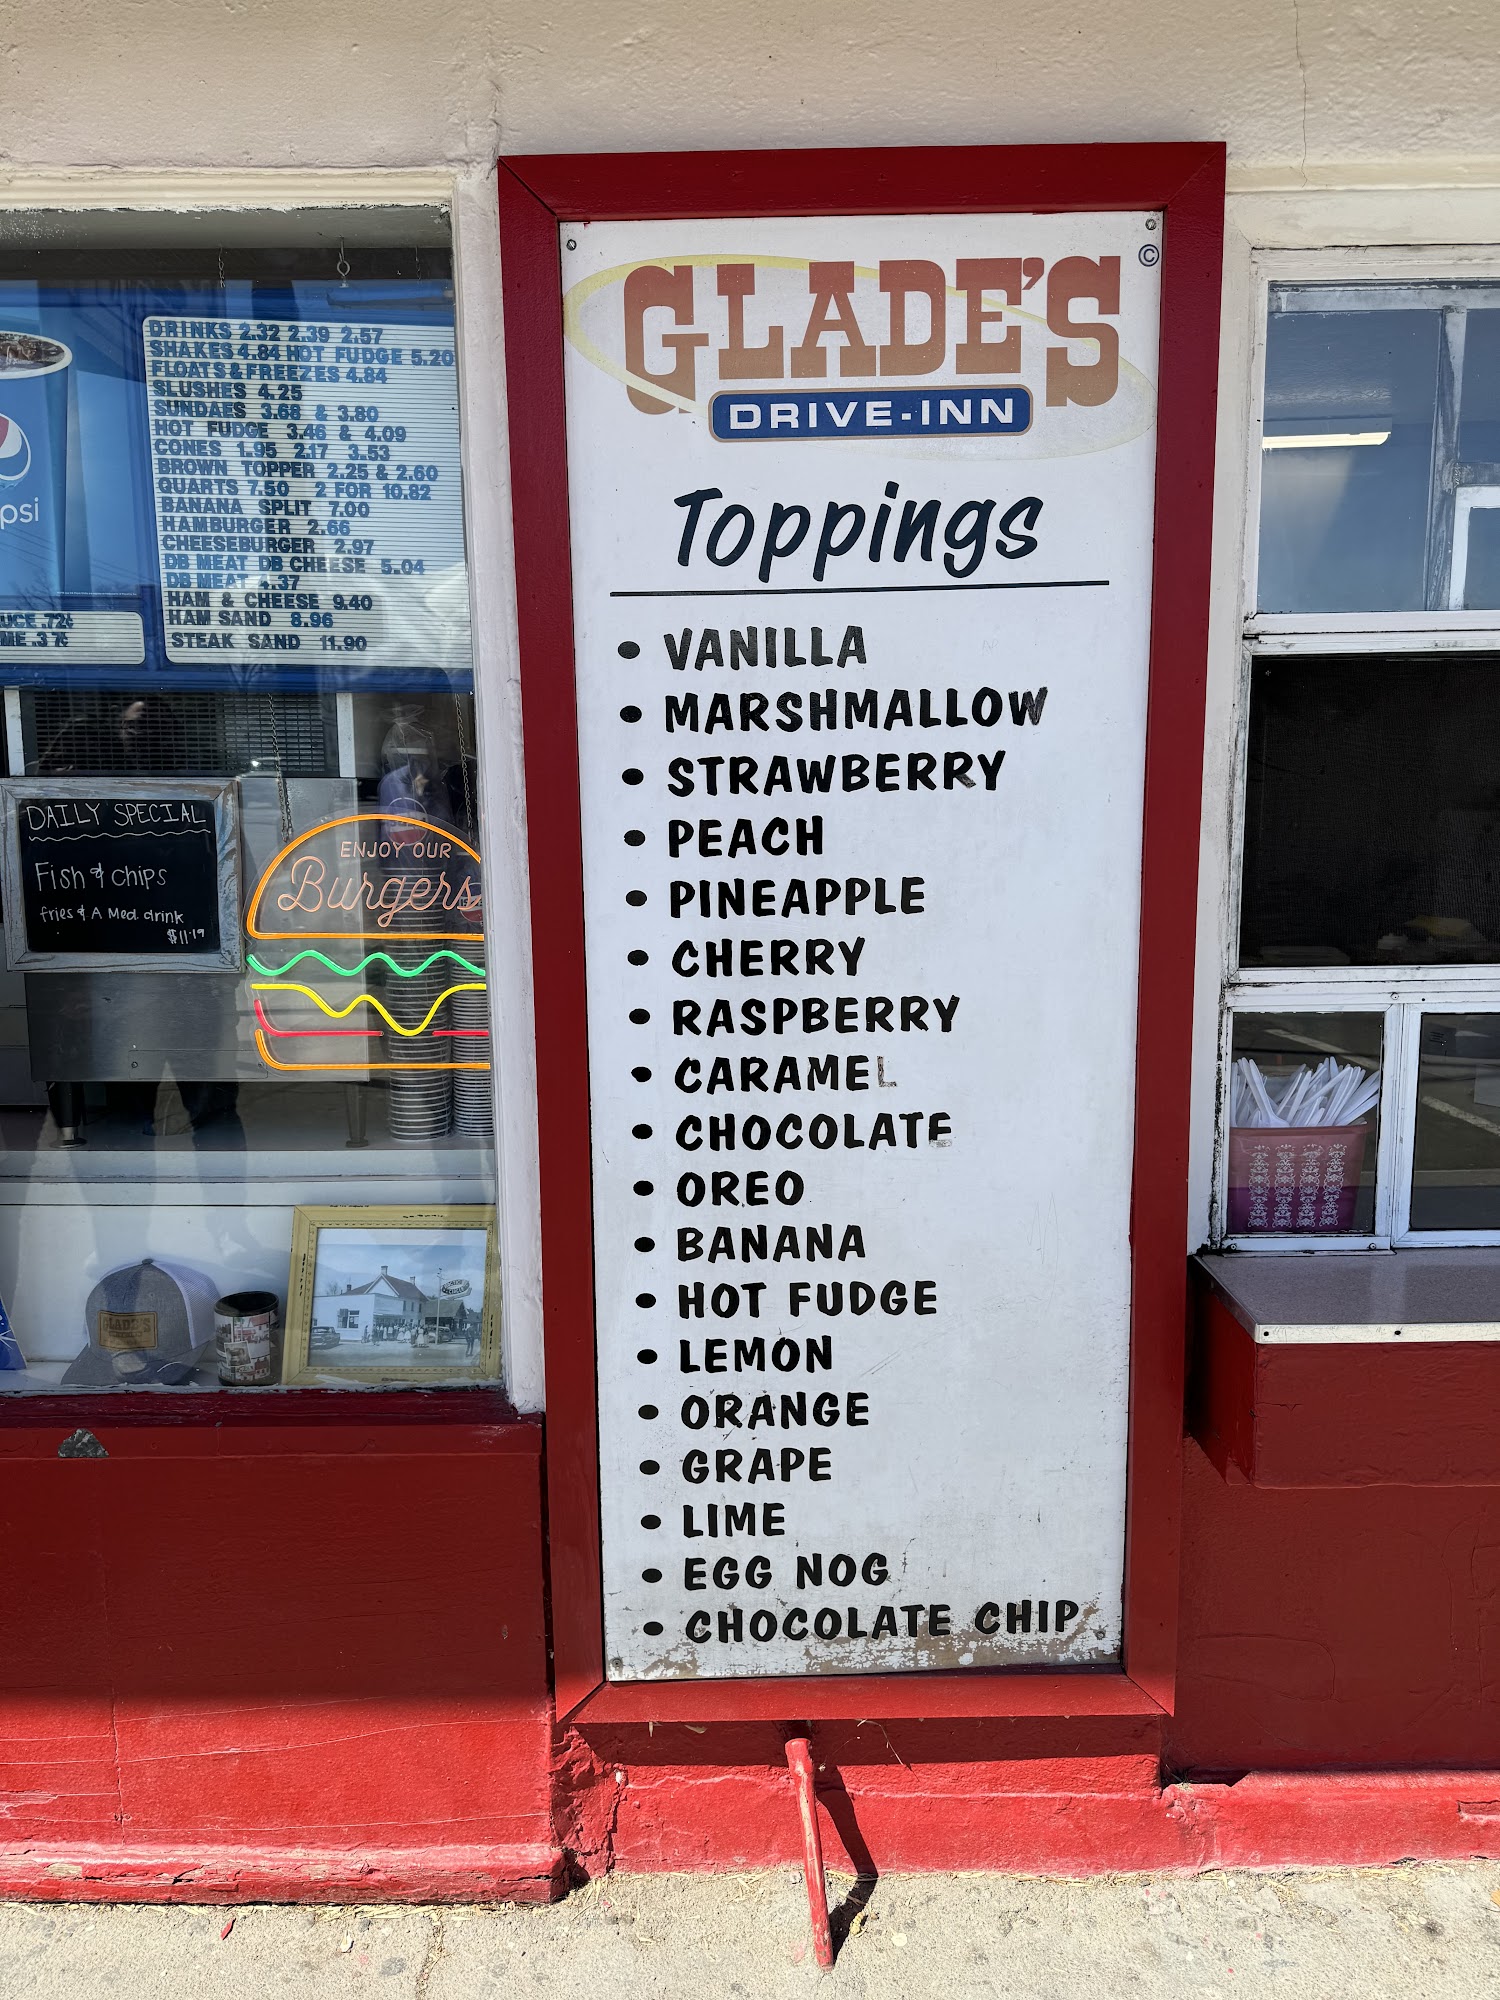 DRINKS 2.32 2.39 2.57
SHAKES 4.84 HOT FUDGE 5.20
FLOATS & FREEZES 4.84
SLUSHES 4.25
SUNDAES 3.68 & 3.80
HOT FUDGE 3.46 & 4.09
CONES 1.95 2.17 3.53
BROWN TOPPER 2.25 & 2.60
QUARTS 7.50 2 FOR 10.82
BANANA SPLIT 7.00
HAMBURGER 2.66
CHEESEBURGER 2.97
DB MEAT DB CHEESE 5.04
DB MEAT .37
HAM & CHEESE 9.40
HAM SAND 8.96
STEAK SAND 11.90
psi
UCE .72¢
ME .37¢
DAILY SPECIAL
Fish & chips
fries & A Med. drink
$11.19
ENJOY OUR
Burgers
GLADE'S
GLADE'S ©
DRIVE-INN
Toppings
• VANILLA
• MARSHMALLOW
• STRAWBERRY
• PEACH
• PINEAPPLE
• CHERRY
• RASPBERRY
• CARAMEL
• CHOCOLATE
• OREO
• BANANA
• HOT FUDGE
• LEMON
• ORANGE
• GRAPE
• LIME
• EGG NOG
• CHOCOLATE CHIP